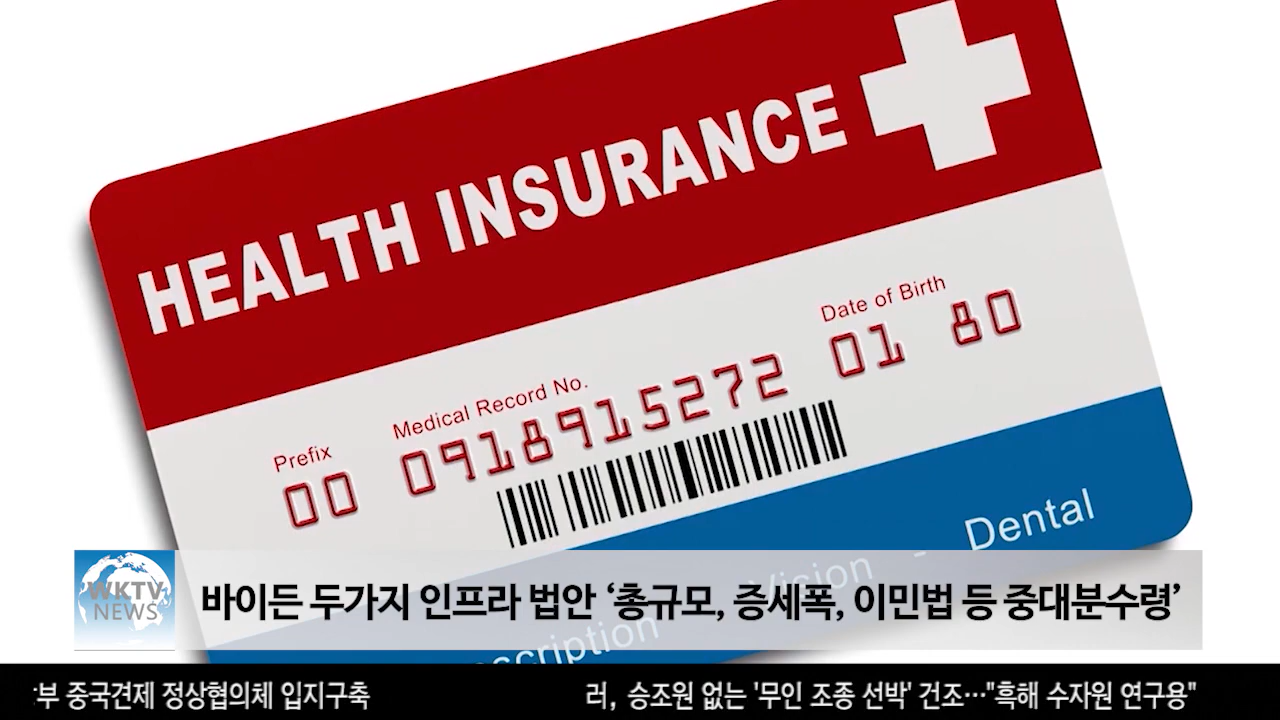 HEALTH INSURANCE
Prefix
Medical Record No.
Date of Birth
00 0918915272 01 80
Vision - Dental
WKTV
NEWS
바이든 두가지 인프라 법안 ‘총규모, 증세폭, 이민법 등 중대분수령’
부 중국견제 정상협의체 입지구축
러, 승조원 없는 '무인 조종 선박' 건조…"흑해 수자원 연구용"